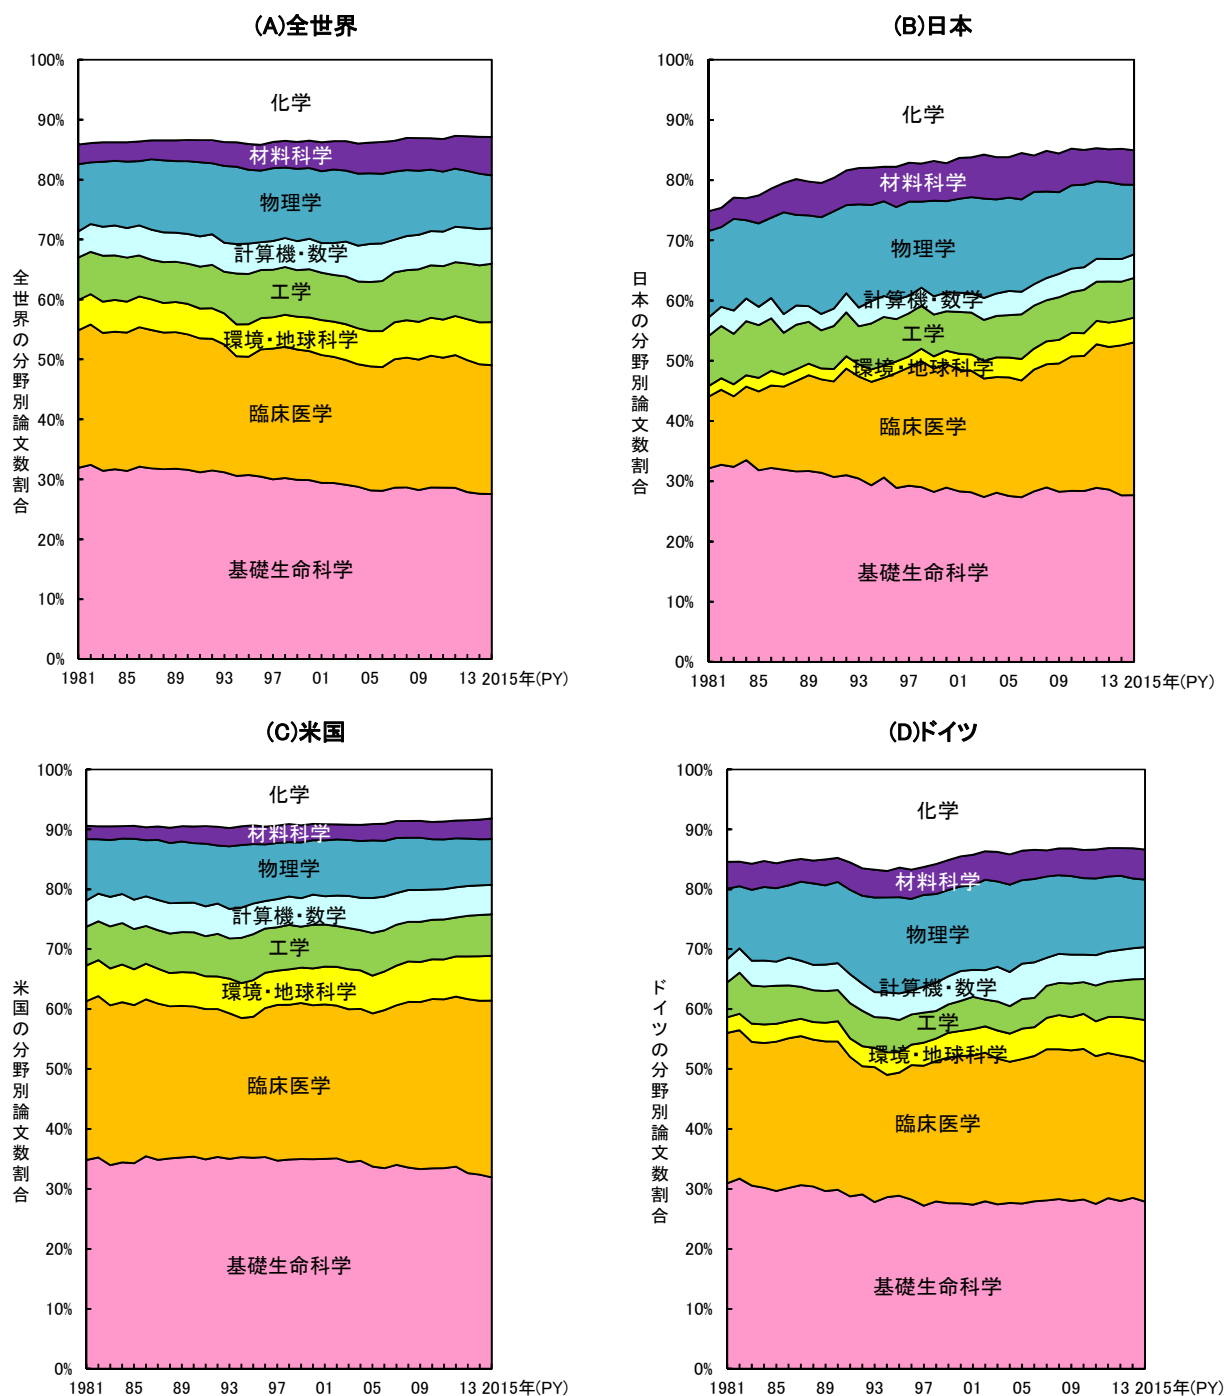 (A)全世界
100%
90%
80%
70%
60%
50%
40%
30%
20%
10%
0%
全世界の分野別論文数割合
化学
材料科学
物理学
計算機・数学
工学
環境・地球科学
臨床医学
基礎生命科学
1981 85 89 93 97 01 05 09 13 2015年(PY)
(B)日本
100%
90%
80%
70%
60%
50%
40%
30%
20%
10%
0%
日本の分野別論文数割合
化学
材料科学
物理学
計算機・数学
工学
環境・地球科学
臨床医学
基礎生命科学
1981 85 89 93 97 01 05 09 13 2015年(PY)
(C)米国
100%
90%
80%
70%
60%
50%
40%
30%
20%
10%
0%
米国の分野別論文数割合
化学
材料科学
物理学
計算機・数学
工学
環境・地球科学
臨床医学
基礎生命科学
1981 85 89 93 97 01 05 09 13 2015年(PY)
(D)ドイツ
100%
90%
80%
70%
60%
50%
40%
30%
20%
10%
0%
ドイツの分野別論文数割合
化学
材料科学
物理学
計算機・数学
工学
環境・地球科学
臨床医学
基礎生命科学
1981 85 89 93 97 01 05 09 13 2015年(PY)